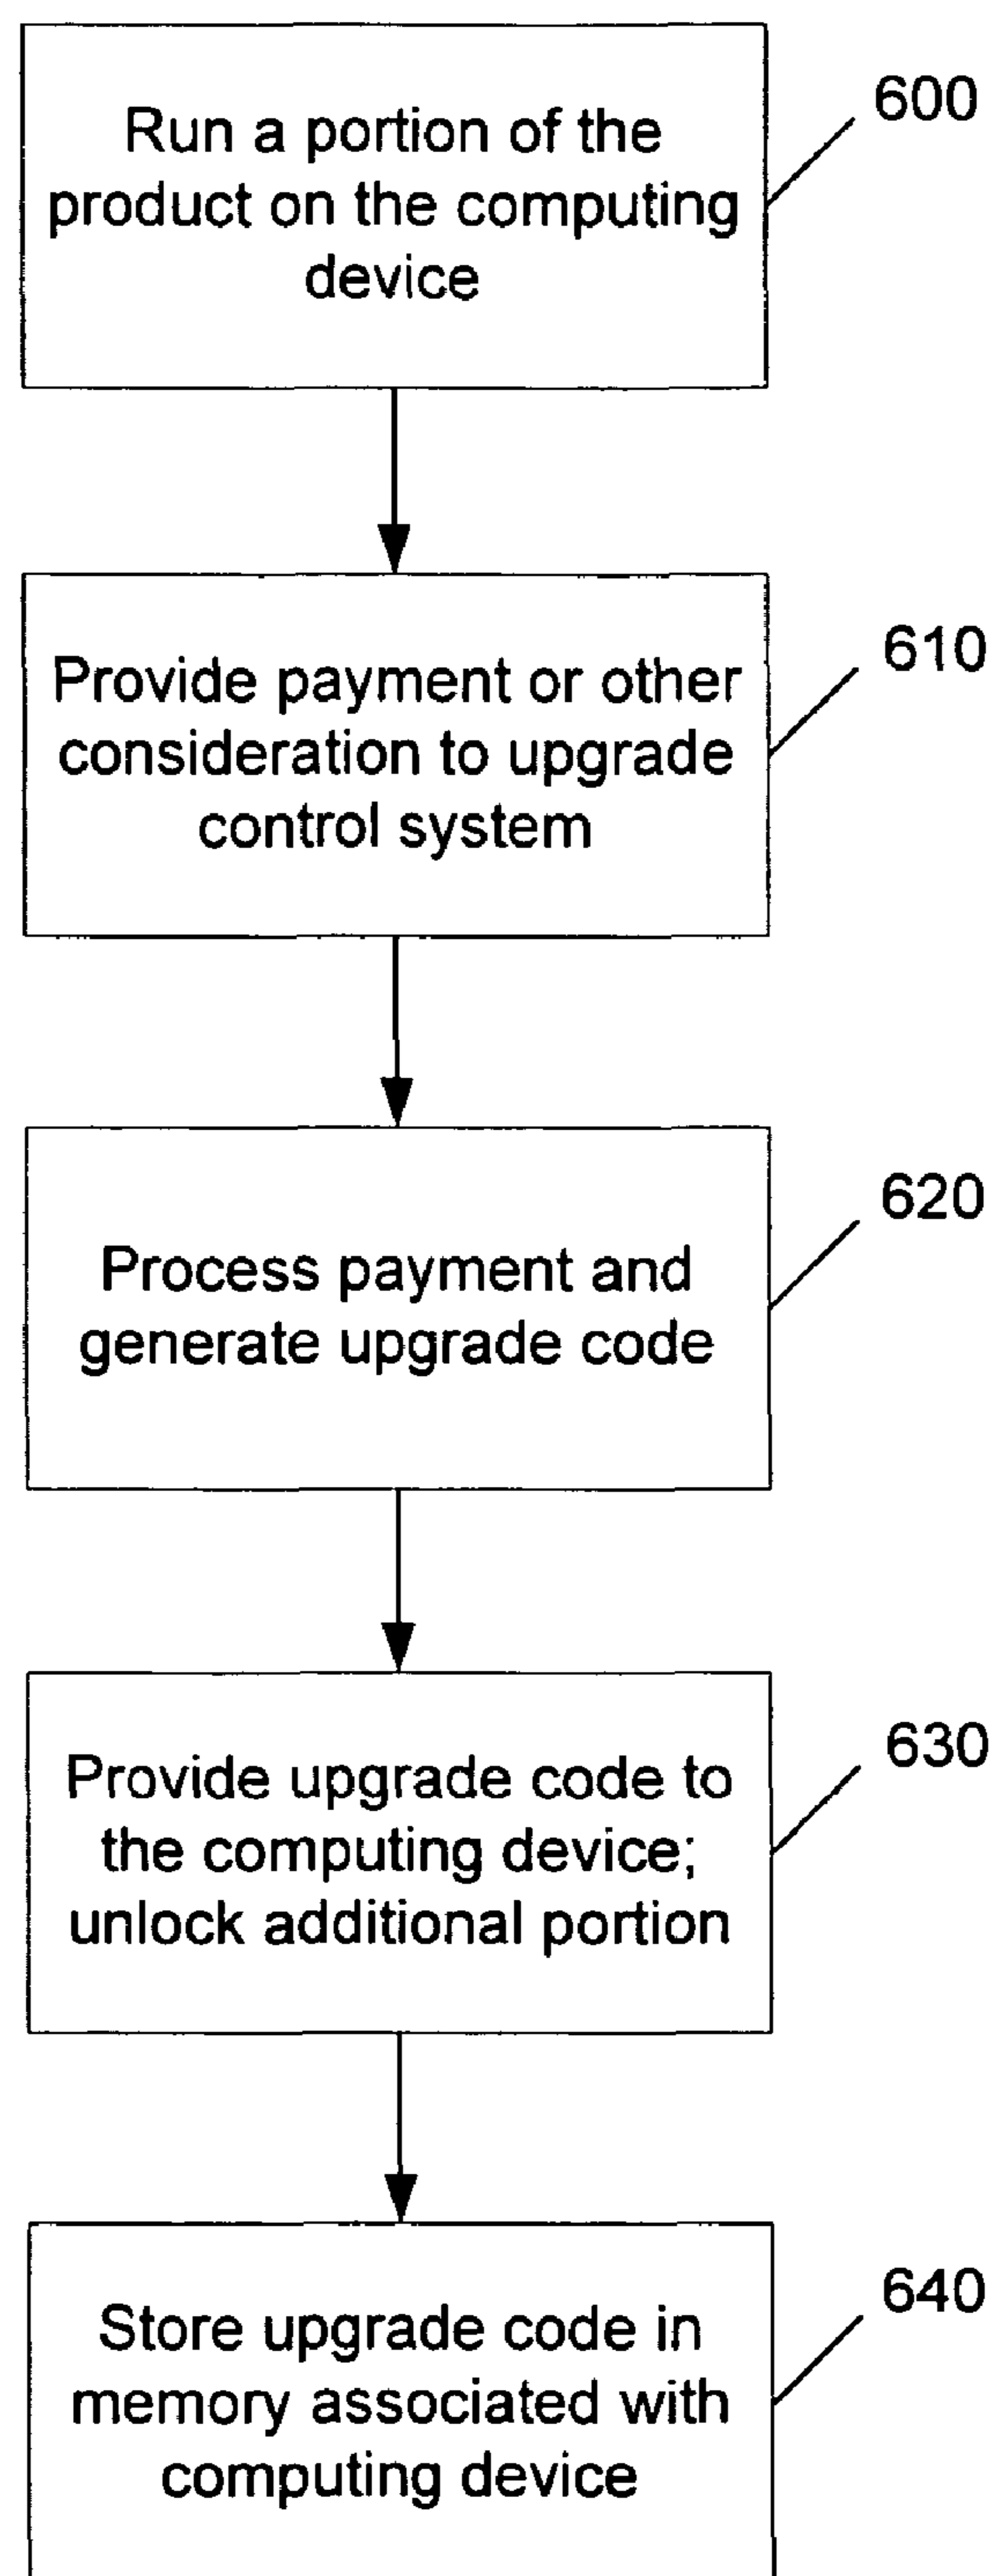 Run a portion of the
product on the computing
device
600
Provide payment or other
consideration to upgrade
control system
610
Process payment and
generate upgrade code
620
Provide upgrade code to
the computing device;
unlock additional portion
630
Store upgrade code in
memory associated with
computing device
640